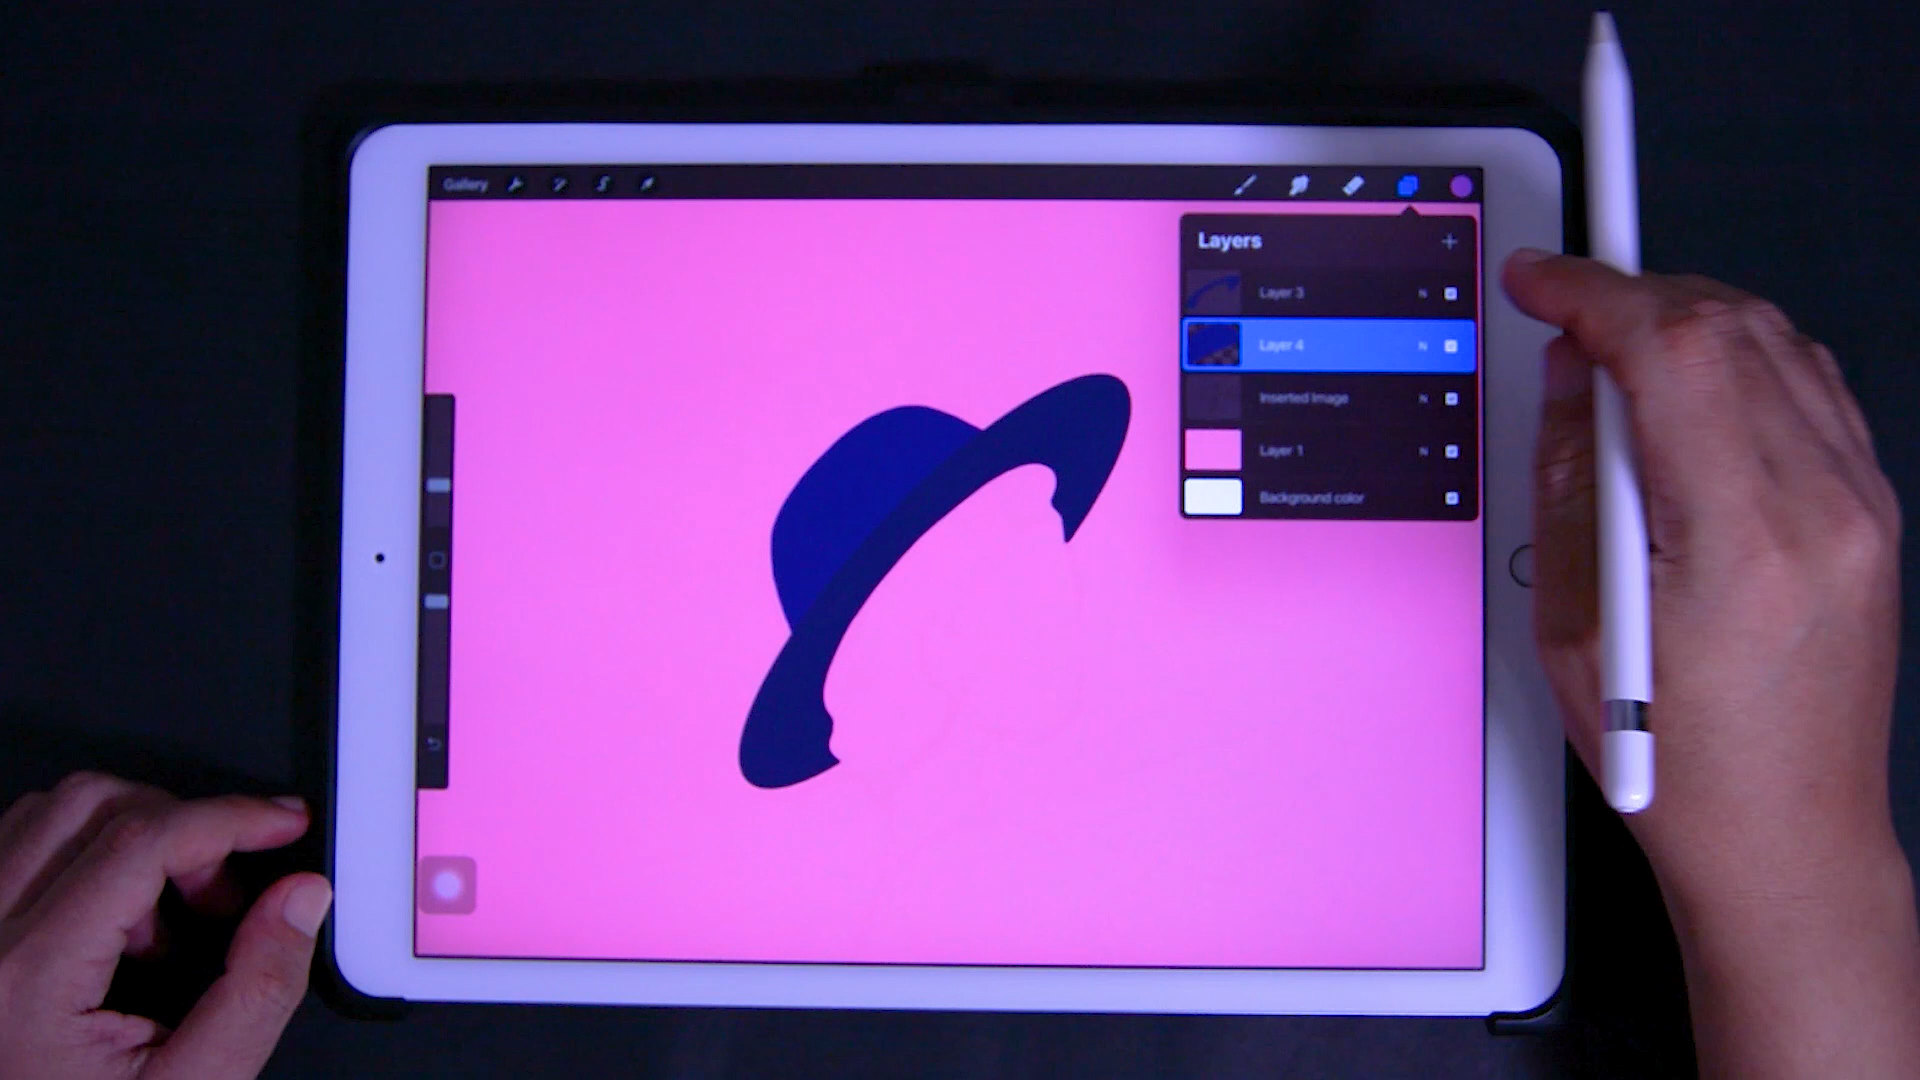 Gallery
Layers
Layer 3 N
Layer 4 N
Inserted Image N
Layer 1 N
Background color